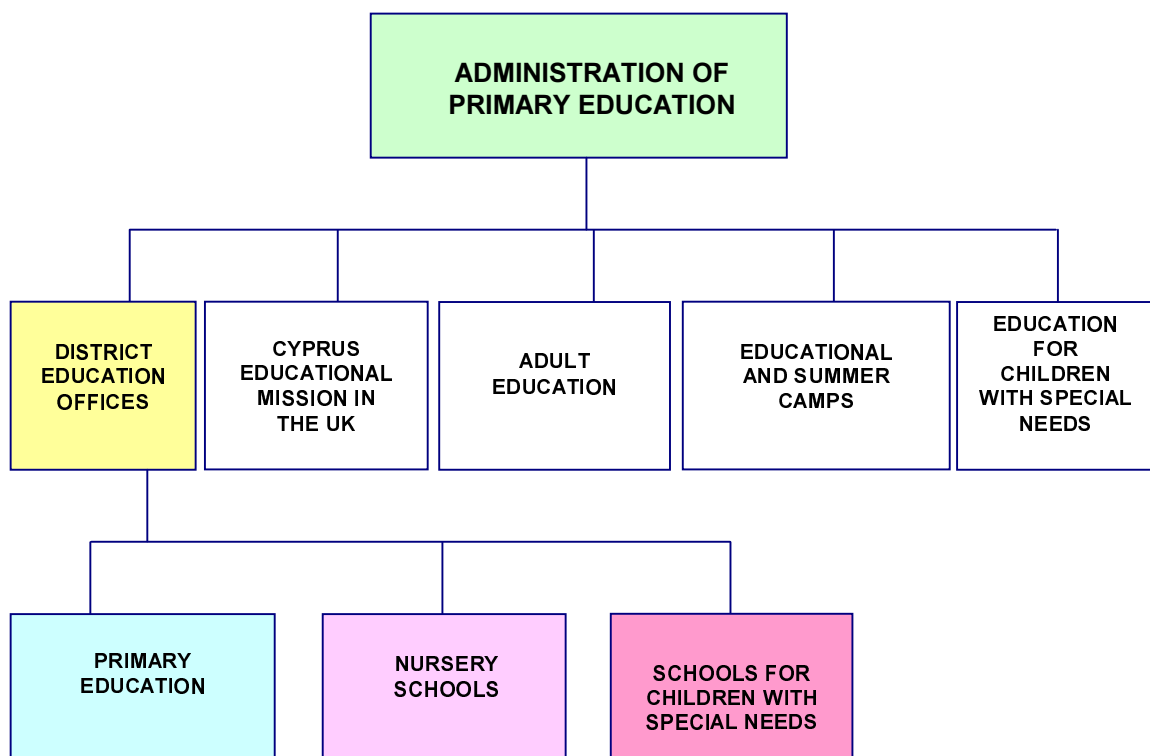 ADMINISTRATION OF
PRIMARY EDUCATION
DISTRICT
EDUCATION
OFFICES
CYPRUS
EDUCATIONAL
MISSION IN
THE UK
ADULT
EDUCATION
EDUCATIONAL
AND SUMMER
CAMPS
EDUCATION
FOR
CHILDREN
WITH SPECIAL
NEEDS
PRIMARY
EDUCATION
NURSERY
SCHOOLS
SCHOOLS FOR
CHILDREN WITH
SPECIAL NEEDS